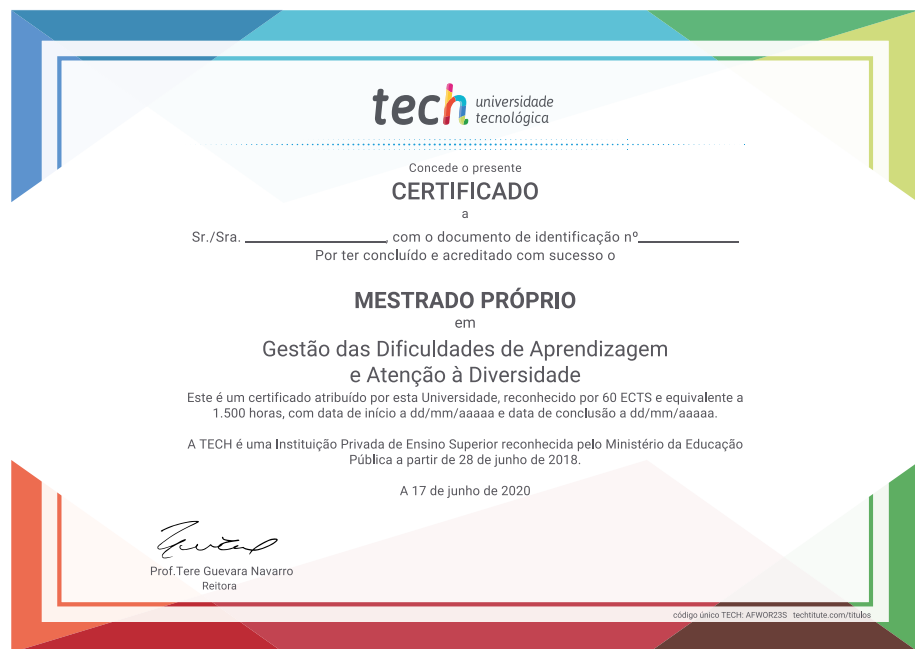 tech universidade
tecnológica
Concede o presente
CERTIFICADO
a
Sr./Sra. ________________, com o documento de identificação nº____________
Por ter concluído e acreditado com sucesso o
MESTRADO PRÓPRIO
em
Gestão das Dificuldades de Aprendizagem
e Atenção à Diversidade
Este é um certificado atribuído por esta Universidade, reconhecido por 60 ECTS e equivalente a
1.500 horas, com data de início a dd/mm/aaaaa e data de conclusão a dd/mm/aaaaa.
A TECH é uma Instituição Privada de Ensino Superior reconhecida pelo Ministério da Educação
Pública a partir de 28 de junho de 2018.
A 17 de junho de 2020
Prof.Tere Guevara Navarro
Reitora
código único TECH: AFWOR23S techtitute.com/titulos